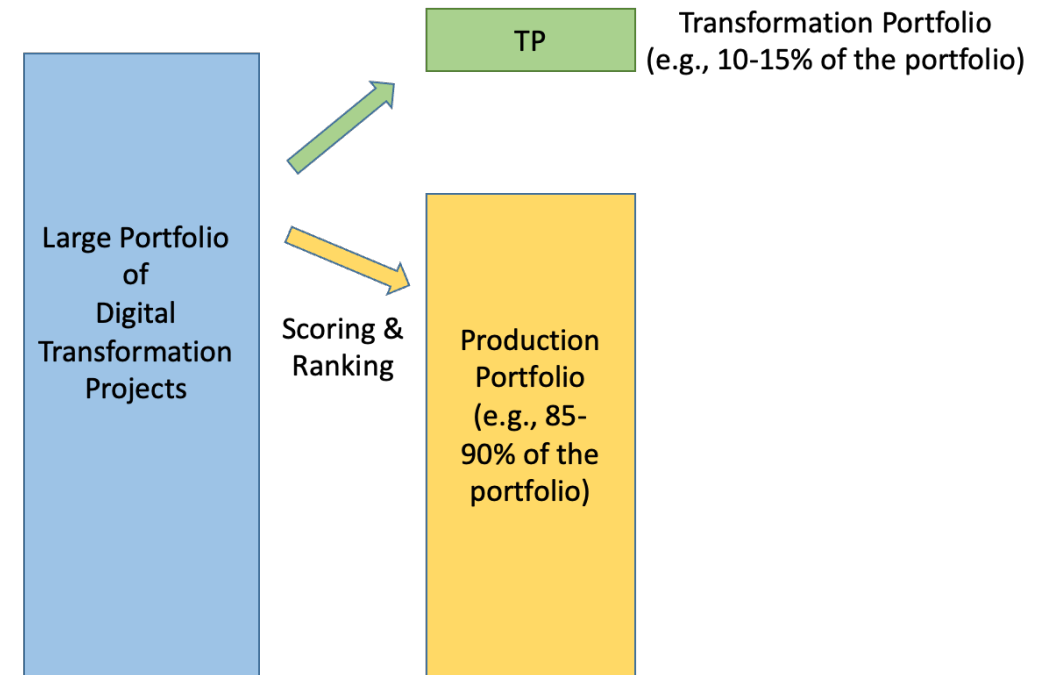 TP
Transformation Portfolio
(e.g., 10-15% of the portfolio)
Large Portfolio
of
Digital
Transformation
Projects
Scoring &
Ranking
Production
Portfolio
(e.g., 85-
90% of the
portfolio)